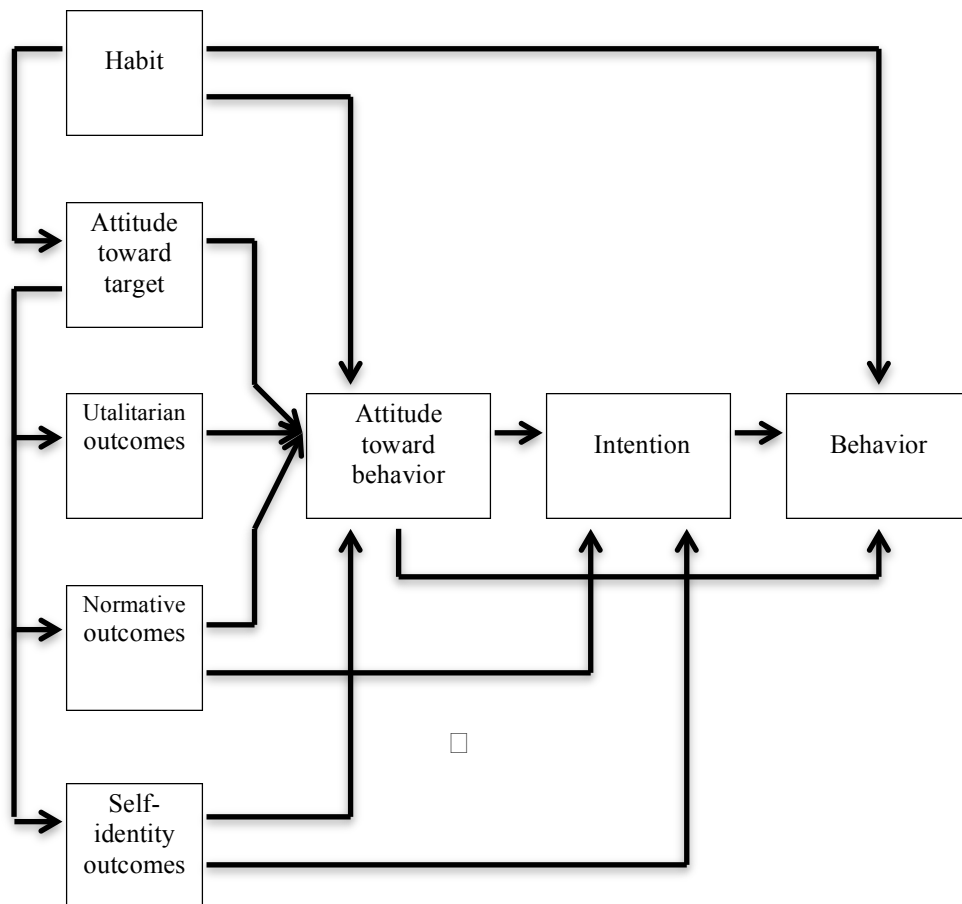 Habit
Attitude
toward
target
Utalitarian
outcomes
Attitude
toward
behavior
Intention
Behavior
Normative
outcomes
Self-
identity
outcomes